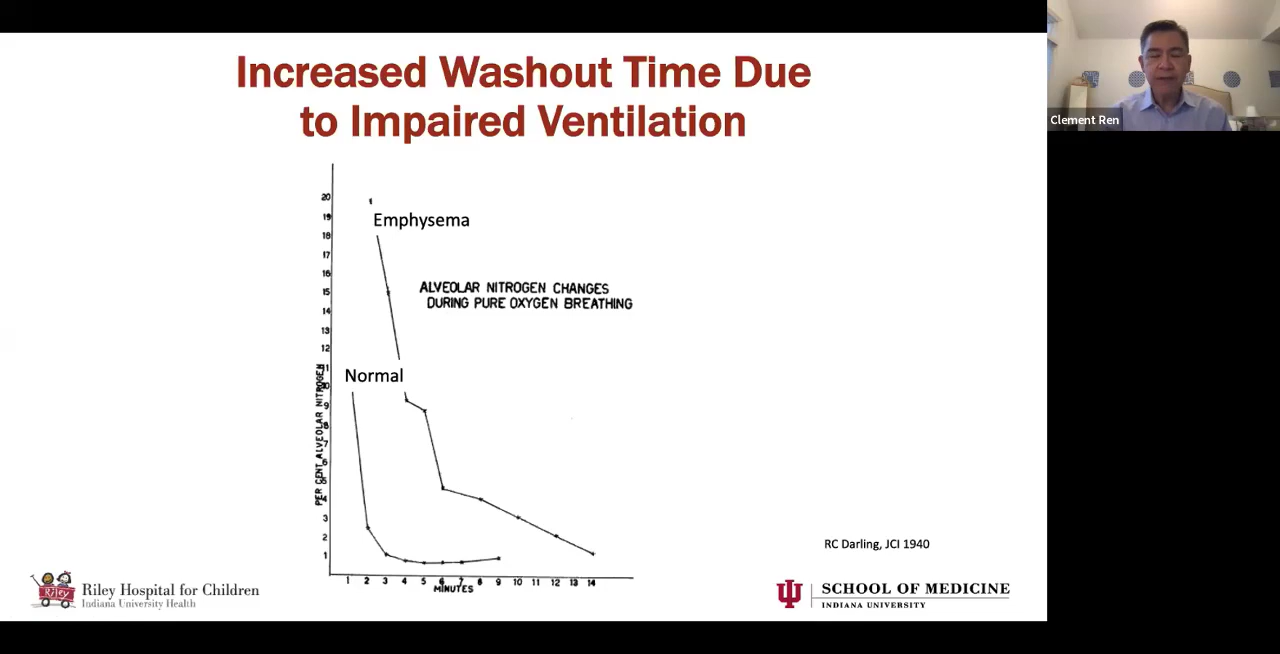 Increased Washout Time Due
to Impaired Ventilation
Clement Ren
20
19
18
17
16
15
14
13
12
11
10
9
8
7
6
5
4
3
2
1
PER CENT ALVEOLAR NITROGEN
Emphysema
ALVEOLAR NITROGEN CHANGES
DURING PURE OXYGEN BREATHING
Normal
1 2 3 4 5 6 7 8 9 10 11 12 13 14
MINUTES
RC Darling, JCI 1940
Riley
Riley Hospital for Children
Indiana University Health
SCHOOL OF MEDICINE
INDIANA UNIVERSITY